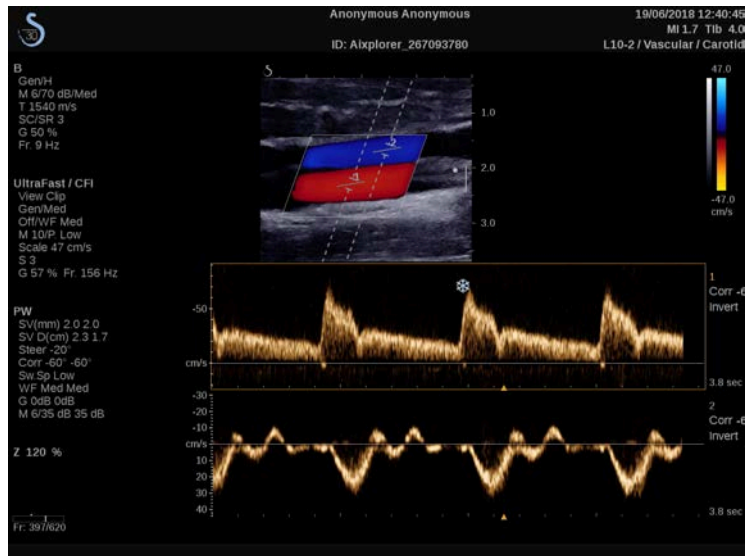 Anonymous Anonymous
19/06/2018 12:40:45
MI 1.7 TIb 4.0
ID: Aixplorer_267093780
L10-2 / Vascular / Carotid
30
B
Gen/H
M 6/70 dB/Med
T 1540 m/s
SC/SR 3
G 50 %
Fr. 9 Hz
UltraFast / CFI
View Clip
Gen/Med
Off/WF Med
M 10/P. Low
Scale 47 cm/s
S 3
G 57 % Fr. 156 Hz
PW
SV(mm) 2.0 2.0
SV D(cm) 2.3 1.7
Steer -20°
Corr -60° -60°
Sw.Sp Low
WF Med Med
G 0dB 0dB
M 6/35 dB 35 dB
Z 120 %
Fr: 397/620
1.0
2.0
3.0
47.0
-47.0
cm/s
1
Corr -6
Invert
-50
cm/s
3.8 sec
2
Corr -6
Invert
-30
-20
-10
cm/s
10
20
30
40
3.8 sec